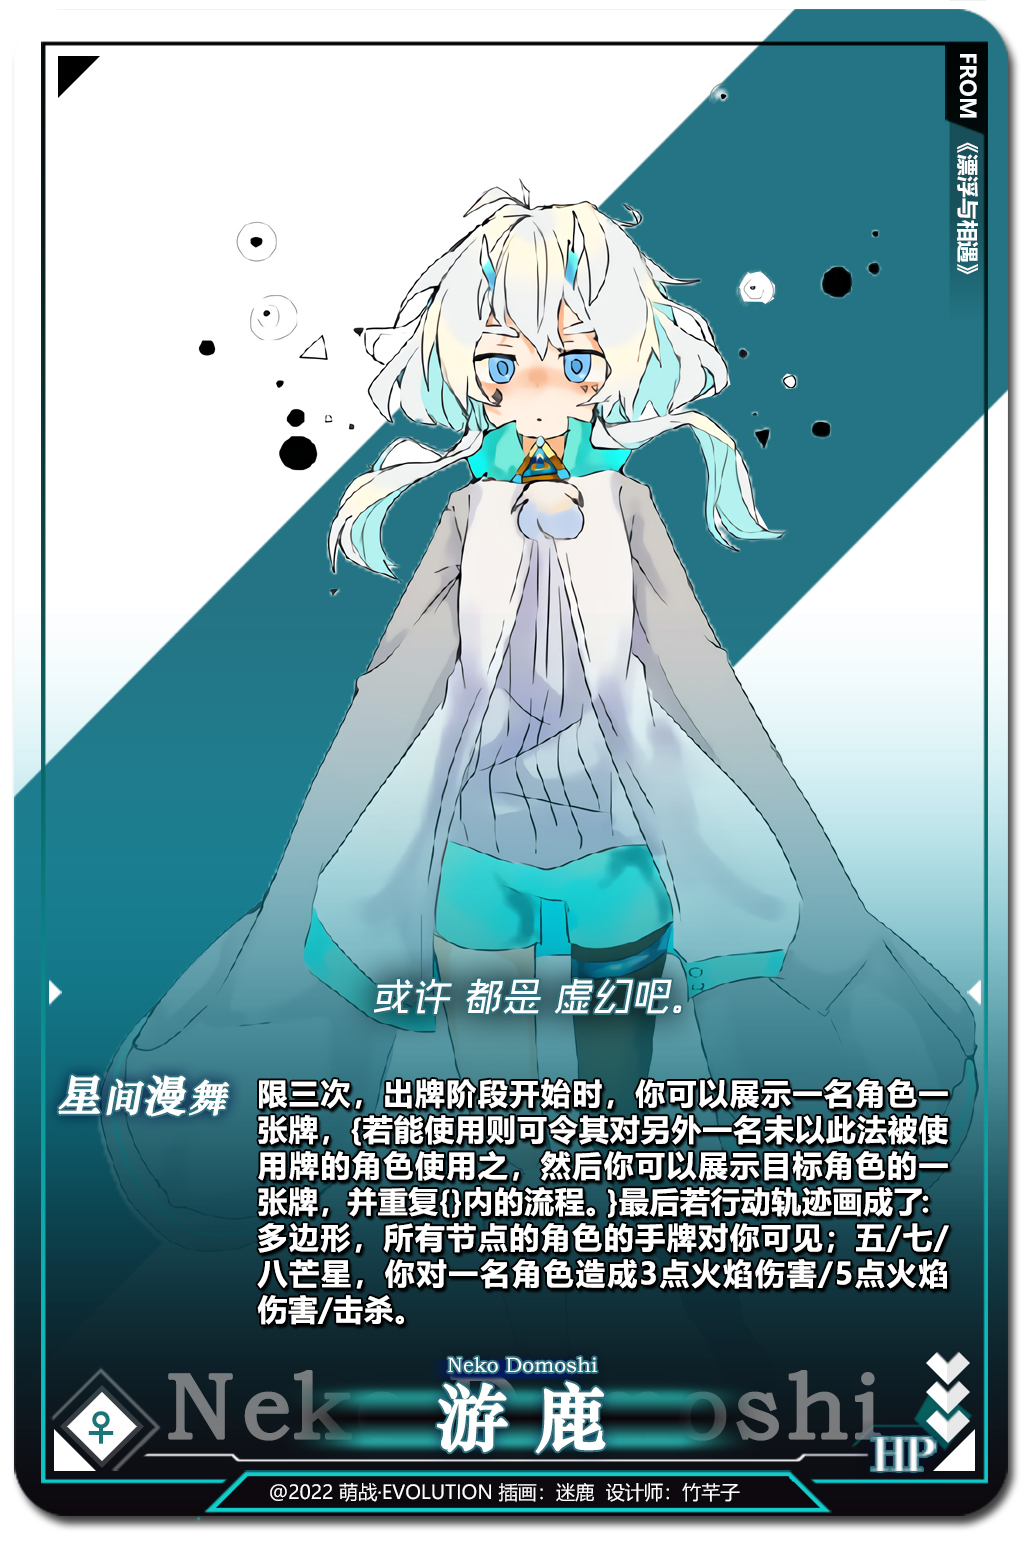 FROM
《漂浮与相遇》
或许 都是 虚幻吧。
星间漫舞
限三次，出牌阶段开始时，你可以展示一名角色一
张牌，{若能使用则可令其对另外一名未以此法被使
用牌的角色使用之，然后你可以展示目标角色的一
张牌，并重复{}内的流程。}最后若行动轨迹画成了：
多边形，所有节点的角色的手牌对你可见；五/七/
八芒星，你对一名角色造成3点火焰伤害/5点火焰
伤害/击杀。
Neko Domoshi
Neko Domoshi
游鹿
HP
@2022 萌战·EVOLUTION 插画：迷鹿 设计师：竹芊子